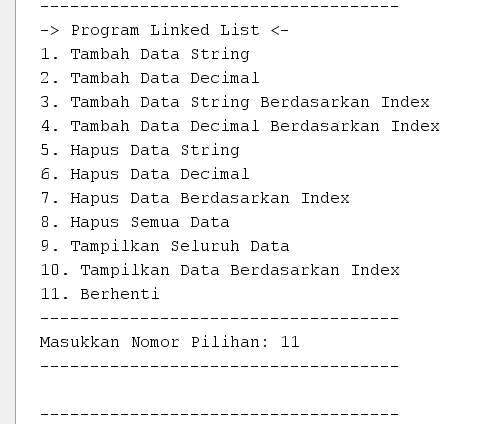 ------------------------------------
-> Program Linked List <-
1. Tambah Data String
2. Tambah Data Decimal
3. Tambah Data String Berdasarkan Index
4. Tambah Data Decimal Berdasarkan Index
5. Hapus Data String
6. Hapus Data Decimal
7. Hapus Data Berdasarkan Index
8. Hapus Semua Data
9. Tampilkan Seluruh Data
10. Tampilkan Data Berdasarkan Index
11. Berhenti
------------------------------------
Masukkan Nomor Pilihan: 11
------------------------------------
------------------------------------